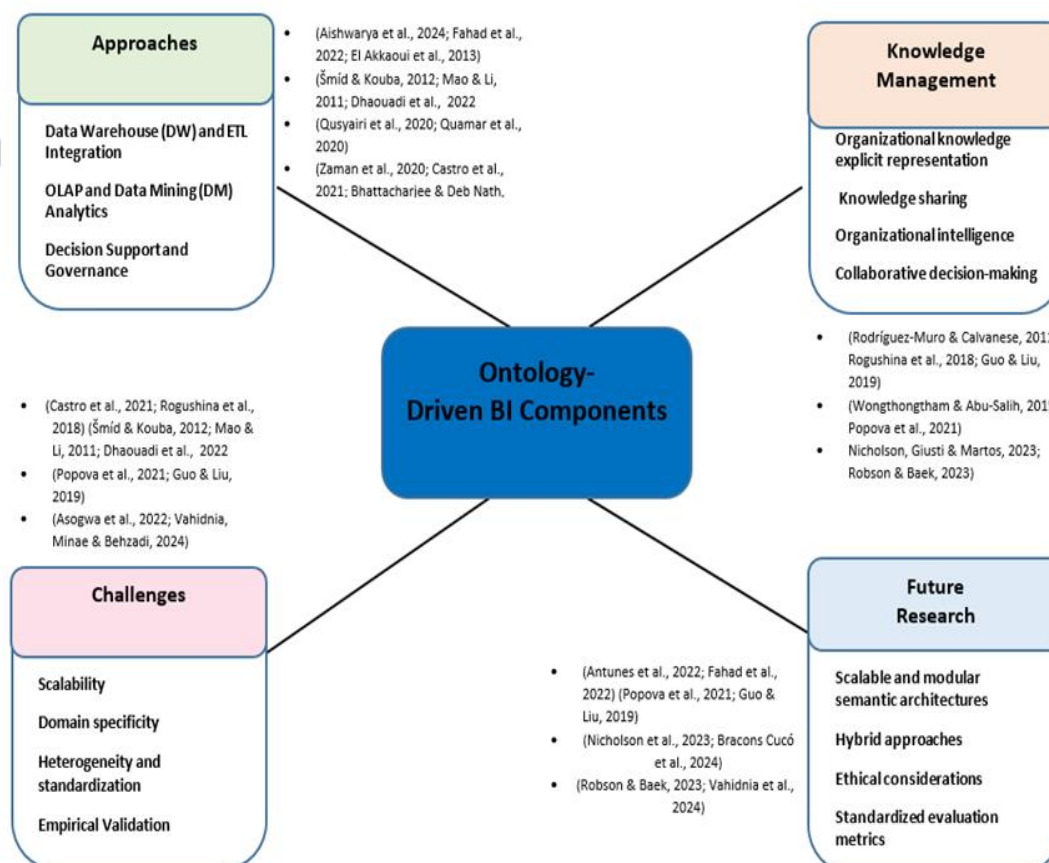 Approaches
Data Warehouse (DW) and ETL
Integration
OLAP and Data Mining (DM)
Analytics
Decision Support and
Governance
• (Aishwarya et al., 2024; Fahad et al.,
2022; El Akkaoui et al., 2013)
• (Šmíd & Kouba, 2012; Mao & Li,
2011; Dhaouadi et al., 2022
• (Qusyairi et al., 2020; Quamar et al.,
2020)
• (Zaman et al., 2020; Castro et al.,
2021; Bhattacharjee & Deb Nath,
Knowledge
Management
Organizational knowledge
explicit representation
Knowledge sharing
Organizational intelligence
Collaborative decision-making
• (Rodríguez-Muro & Calvanese,
Rogushina et al., 2018; Guo & Liu,
2019)
• (Wongthongtham & Abu-Salih,
Popova et al., 2021)
• Nicholson, Giusti & Martos, 2023;
Robson & Baek, 2023)
Ontology-
Driven BI Components
• (Castro et al., 2021; Rogushina et al.,
2018) (Šmíd & Kouba, 2012; Mao &
Li, 2011; Dhaouadi et al., 2022
• (Popova et al., 2021; Guo & Liu,
2019)
• (Asogwa et al., 2022; Vahidnia,
Minae & Behzadi, 2024)
Challenges
Scalability
Domain specificity
Heterogeneity and
standardization
Empirical Validation
• (Antunes et al., 2022; Fahad et al.,
2022) (Popova et al., 2021; Guo &
Liu, 2019)
• (Nicholson et al., 2023; Bracons Cucó
et al., 2024)
• (Robson & Baek, 2023; Vahidnia et al.,
2024)
Future
Research
Scalable and modular
semantic architectures
Hybrid approaches
Ethical considerations
Standardized evaluation
metrics